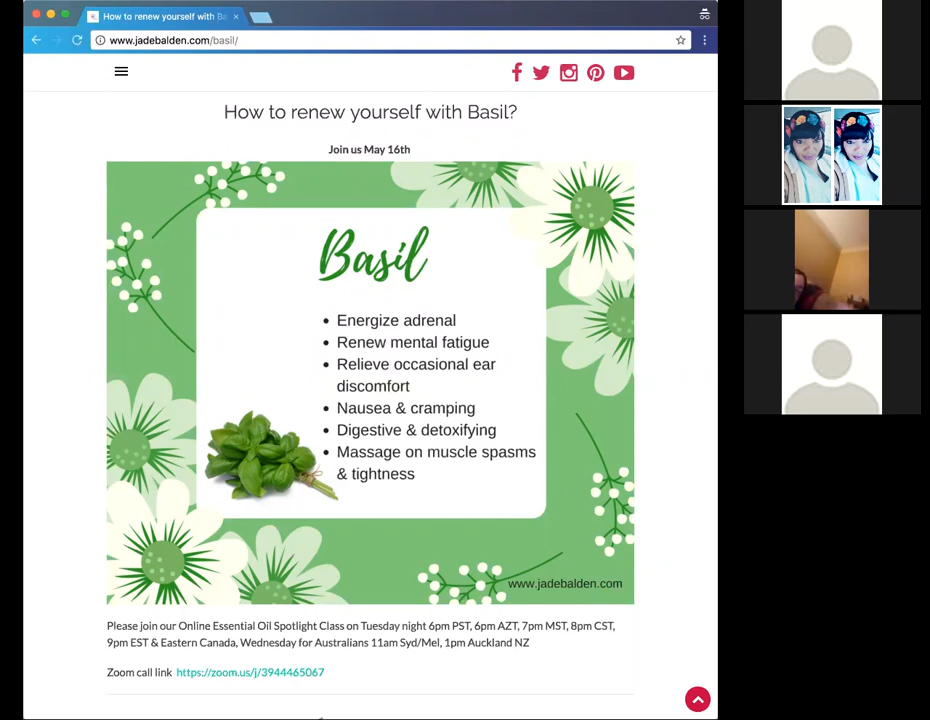 How to renew yourself with Ba
www.jadebalden.com/basil/
How to renew yourself with Basil?
Join us May 16th
Basil
• Energize adrenal
• Renew mental fatigue
• Relieve occasional ear
discomfort
• Nausea & cramping
• Digestive & detoxifying
• Massage on muscle spasms
& tightness
www.jadebalden.com
Please join our Online Essential Oil Spotlight Class on Tuesday night 6pm PST, 6pm AZT, 7pm MST, 8pm CST,
9pm EST & Eastern Canada, Wednesday for Australians 11am Syd/Mel, 1pm Auckland NZ
Zoom call link https://zoom.us/j/3944465067